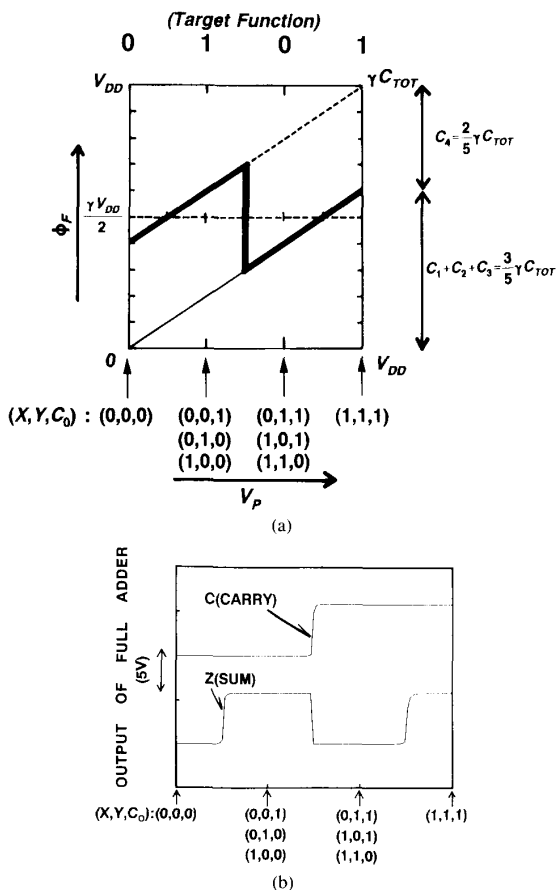 (Target Function)
0 1 0 1
V_DD γC_TOT
C_4=2/5 γC_TOT
γV_DD/2
ϕ_F
C_1+C_2+C_3=3/5 γC_TOT
0 V_DD
(X,Y,C_0) : (0,0,0) (0,0,1) (0,1,1) (1,1,1)
(0,1,0) (1,0,1)
(1,0,0) (1,1,0)
V_P
(a)
OUTPUT OF FULL ADDER
(5V)
C(CARRY)
Z(SUM)
(X,Y,C_0):(0,0,0) (0,0,1) (0,1,1) (1,1,1)
(0,1,0) (1,0,1)
(1,0,0) (1,1,0)
(b)